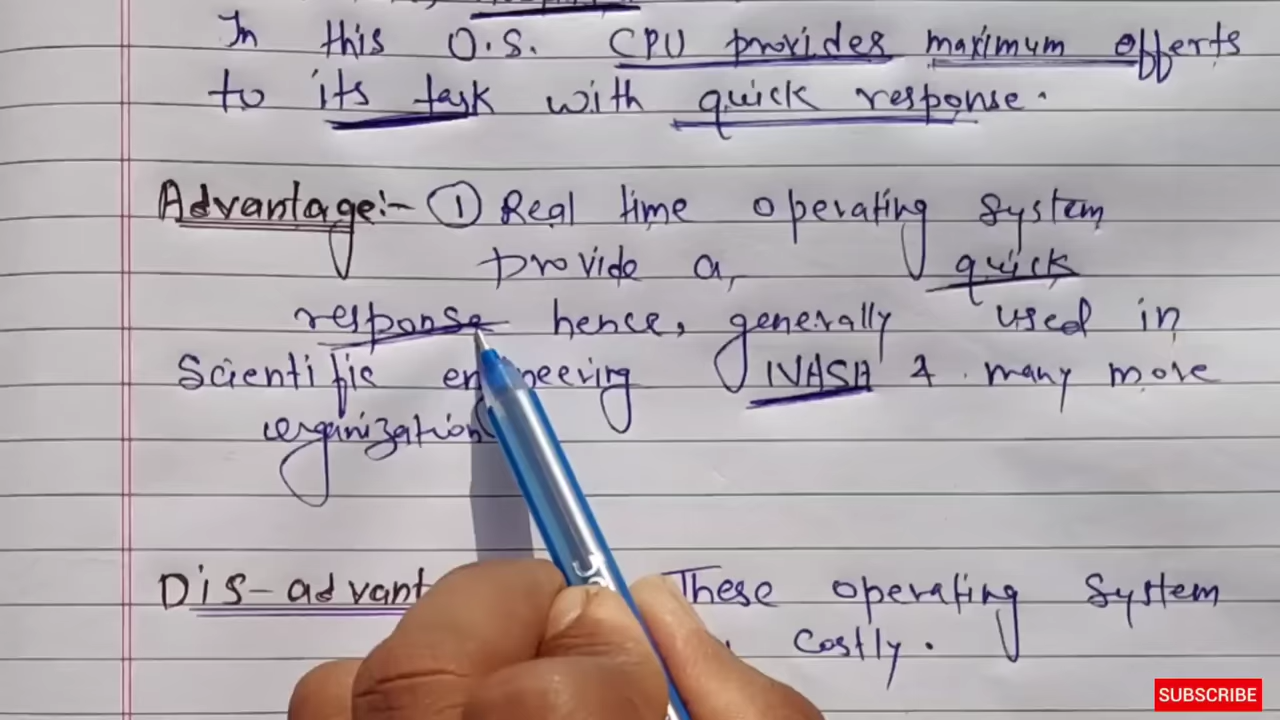 In this O.S. CPU provides maximum efferts
to its task with quick response.
Advantage:- ① Real time operating system
provide a, quick
response hence, generally used in
Scientific engineering NASA & many more
organization
Dis-advant These operating System
costly.
SUBSCRIBE